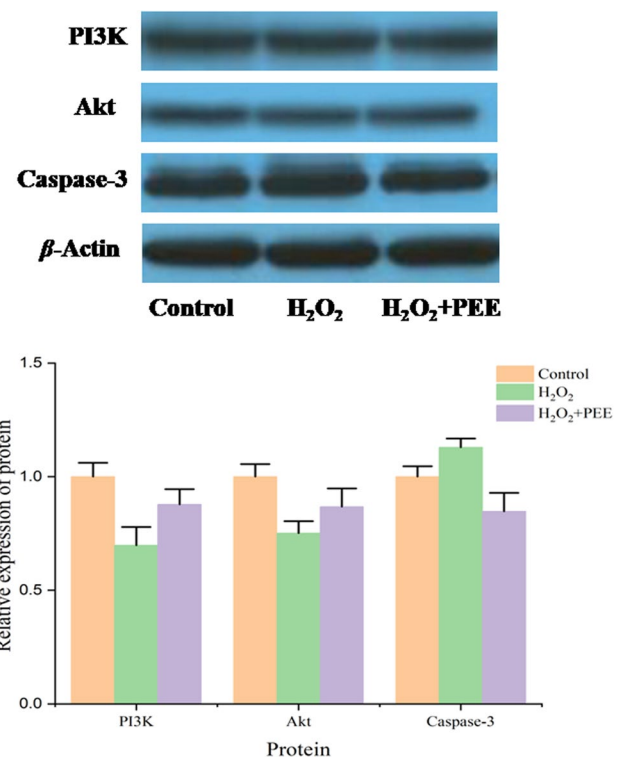 PI3K
Akt
Caspase-3
β-Actin
Control H₂O₂ H₂O₂+PEE
1.5
Control
H₂O₂
H₂O₂+PEE
1.0
0.5
0.0
Relative expression of protein
PI3K Akt Caspase-3
Protein